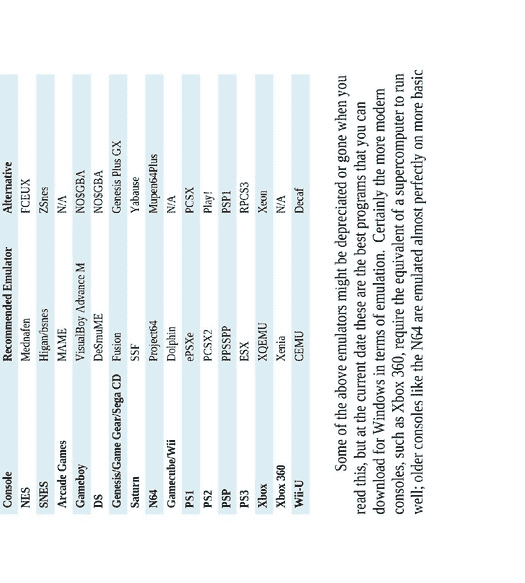 Console Recommended Emulator Alternative
NES Mednafen FCEUX
SNES Higan/bsnes ZSnes
Arcade Games MAME N/A
Gameboy VisualBoy Advance M NO$GBA
DS DeSmuME NO$GBA
Genesis/Game Gear/Sega CD Fusion Genesis Plus GX
Saturn SSF Yabause
N64 Project64 Mupen64Plus
Gamecube/Wii Dolphin N/A
PS1 ePSXe PCSX
PS2 PCSX2 Play!
PSP PPSSPP PSP1
PS3 ESX RPCS3
Xbox XQEMU Xeon
Xbox 360 Xenia N/A
Wii-U CEMU Decaf
Some of the above emulators might be depreciated or gone when you
read this, but at the current date these are the best programs that you can
download for Windows in terms of emulation. Certainly the more modern
consoles, such as Xbox 360, require the equivalent of a supercomputer to run
well; older consoles like the N64 are emulated almost perfectly on more basic